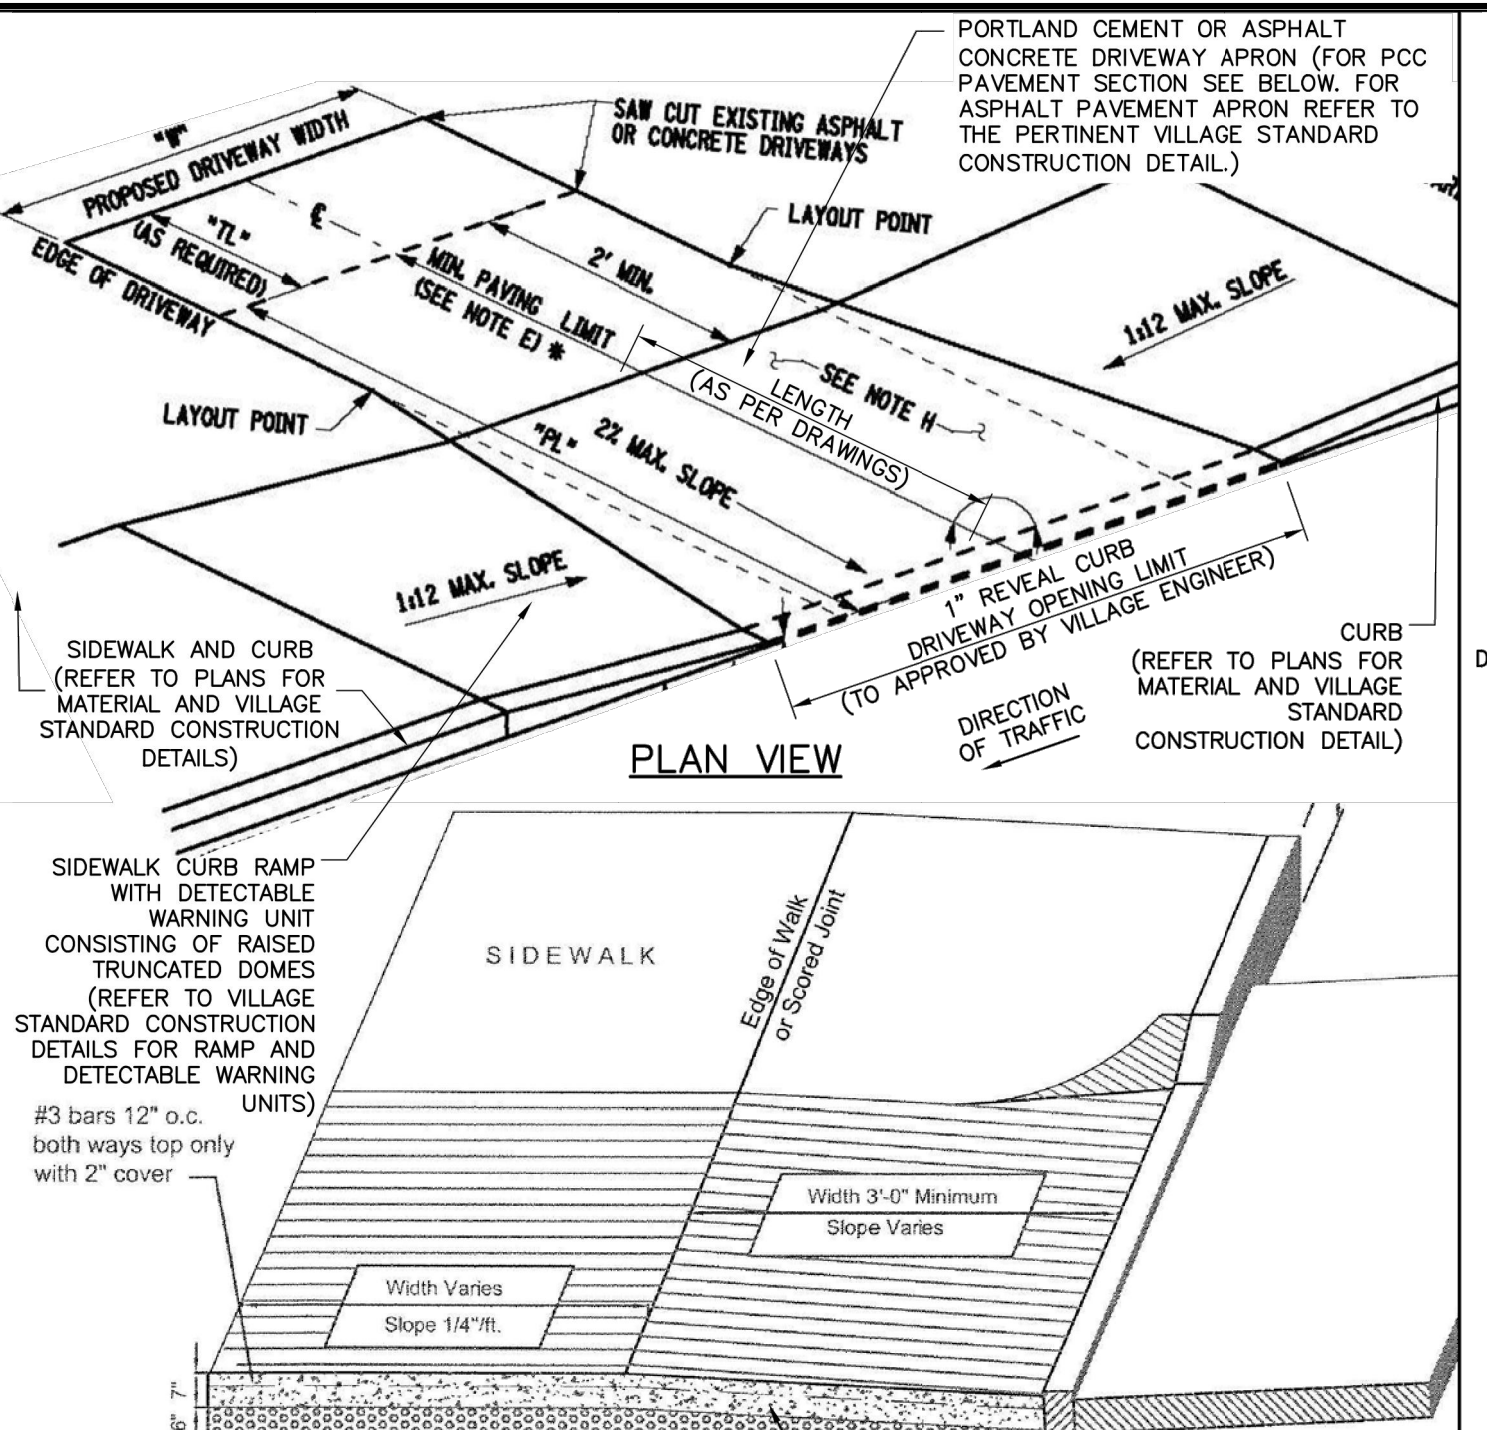 PORTLAND CEMENT OR ASPHALT
CONCRETE DRIVEWAY APRON (FOR PCC
PAVEMENT SECTION SEE BELOW. FOR
ASPHALT PAVEMENT APRON REFER TO
THE PERTINENT VILLAGE STANDARD
CONSTRUCTION DETAIL.)
SAW CUT EXISTING ASPHALT
OR CONCRETE DRIVEWAYS
"W"
PROPOSED DRIVEWAY WIDTH
"TL"
(AS REQUIRED)
EDGE OF DRIVEWAY
℄
LAYOUT POINT
2' MIN.
MIN. PAVING LIMIT
(SEE NOTE E) *
1:12 MAX. SLOPE
SEE NOTE H
LENGTH
(AS PER DRAWINGS)
LAYOUT POINT
"PL"
2% MAX. SLOPE
1:12 MAX. SLOPE
1" REVEAL CURB
DRIVEWAY OPENING LIMIT
(TO APPROVED BY VILLAGE ENGINEER)
SIDEWALK AND CURB
(REFER TO PLANS FOR
MATERIAL AND VILLAGE
STANDARD CONSTRUCTION
DETAILS)
CURB
(REFER TO PLANS FOR
MATERIAL AND VILLAGE
STANDARD
CONSTRUCTION DETAIL)
D
DIRECTION
OF TRAFFIC
PLAN VIEW
SIDEWALK CURB RAMP
WITH DETECTABLE
WARNING UNIT
CONSISTING OF RAISED
TRUNCATED DOMES
(REFER TO VILLAGE
STANDARD CONSTRUCTION
DETAILS FOR RAMP AND
DETECTABLE WARNING
UNITS)
SIDEWALK
Edge of Walk
or Scored Joint
#3 bars 12" o.c.
both ways top only
with 2" cover
Width 3'-0" Minimum
Slope Varies
Width Varies
Slope 1/4"/ft.
7"
6"